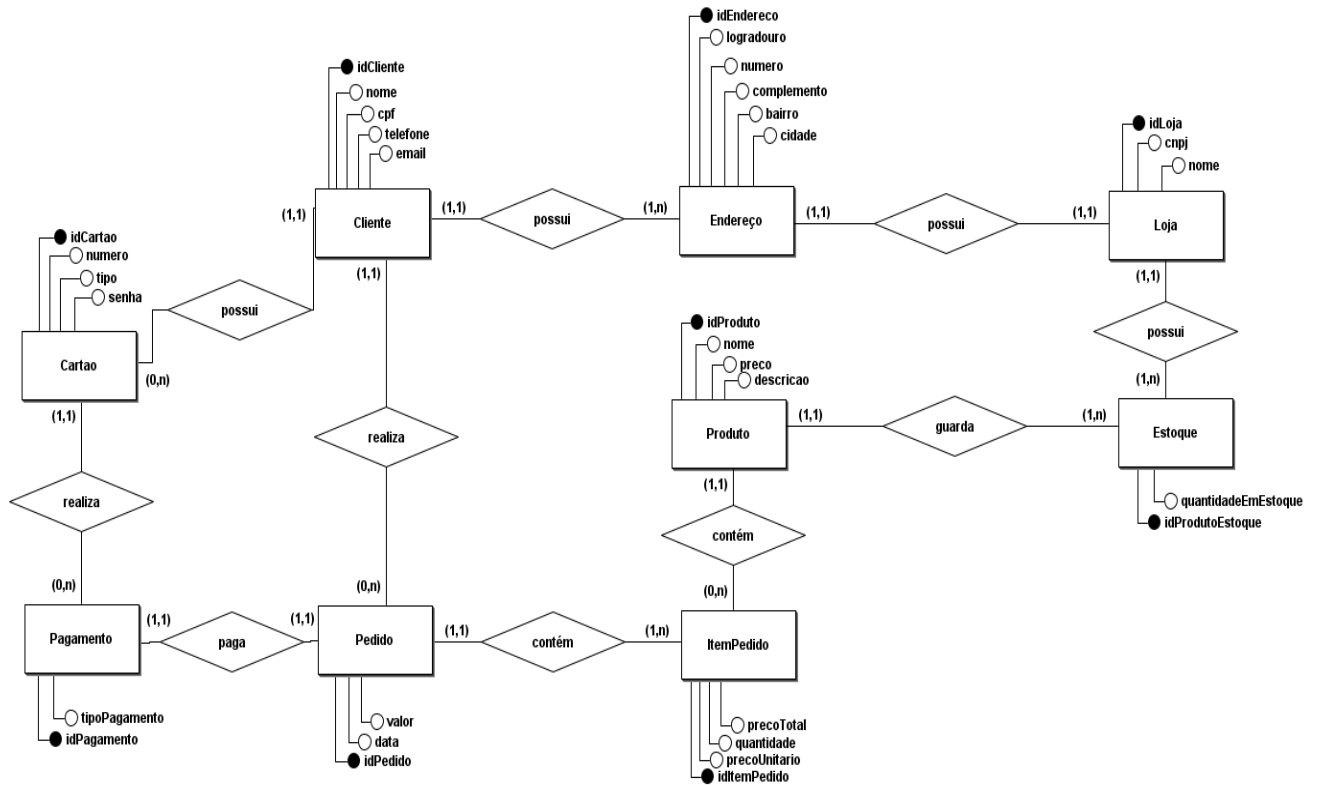 idEndereco
logradouro
numero
complemento
bairro
cidade
idCliente
nome
cpf
telefone
email
idLoja
cnpj
nome
Cliente
(1,1)
(1,1)
(1,1)
possui
(1,n)
Endereço
(1,1)
possui
(1,1)
Loja
(1,1)
idCartao
numero
tipo
senha
possui
Cartao
(0,n)
(1,1)
possui
(1,n)
idProduto
nome
preco
descricao
Produto
(1,1)
(1,1)
guarda
(1,n)
Estoque
quantidadeEmEstoque
idProdutoEstoque
realiza
realiza
contém
(0,n)
(0,n)
(0,n)
Pagamento
(1,1)
paga
(1,1)
Pedido
(1,1)
contém
(1,n)
ItemPedido
tipoPagamento
idPagamento
valor
data
idPedido
precoTotal
quantidade
precoUnitario
idItemPedido